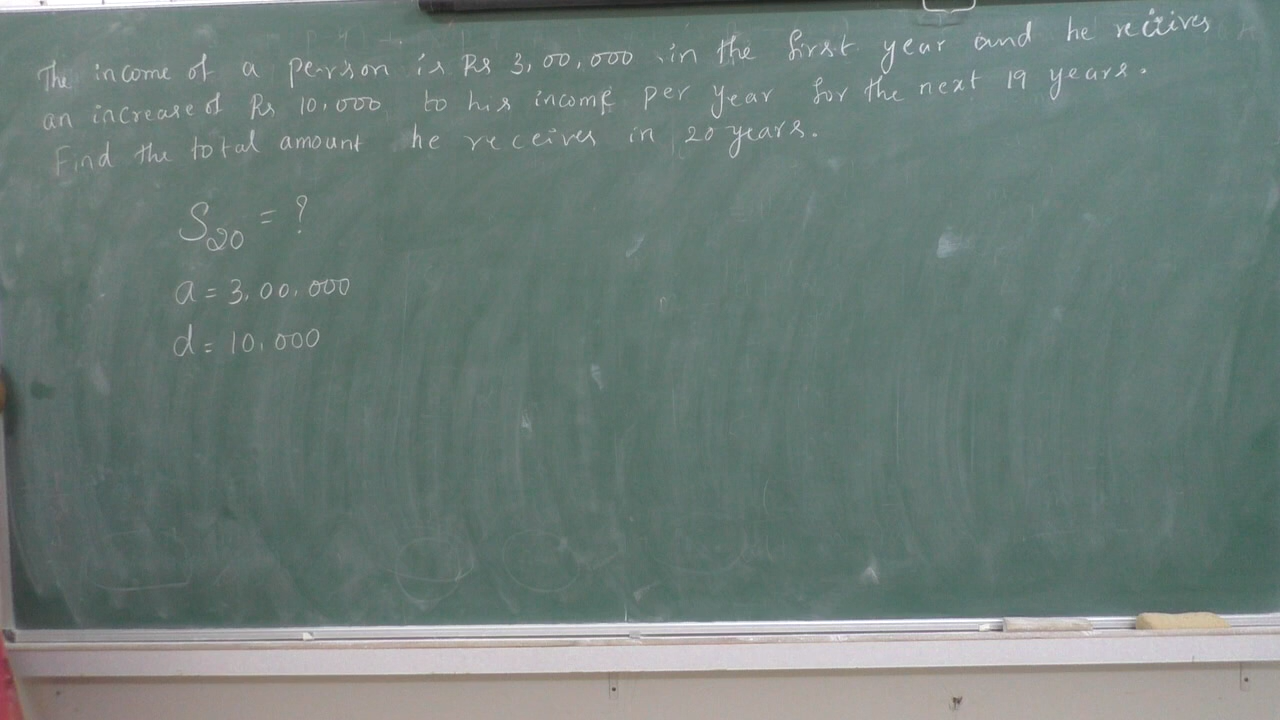 The income of a person is Rs 3,00,000 in the first year and he receives
an increase of Rs 10,000 to his income per year for the next 19 years.
Find the total amount he receives in 20 years.
S20 = ?
a = 3,00,000
d = 10,000